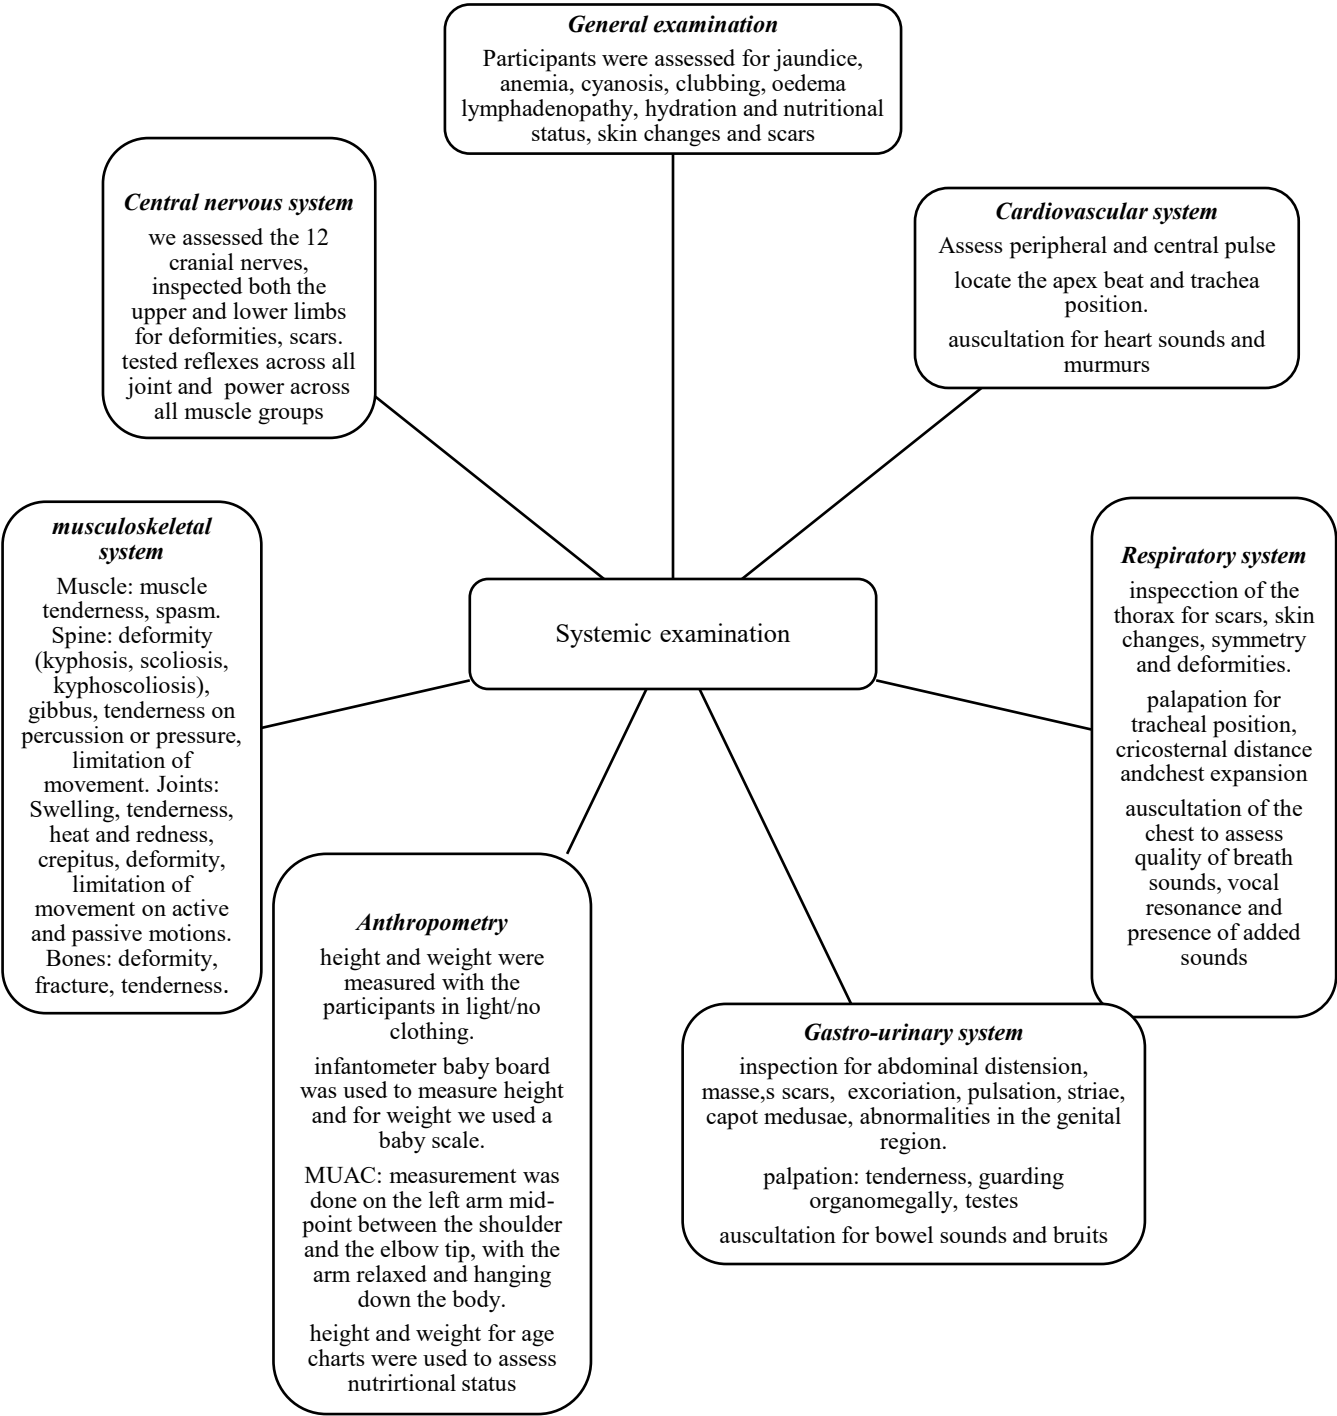 General examination
Participants were assessed for jaundice,
anemia, cyanosis, clubbing, oedema
lymphadenopathy, hydration and nutritional
status, skin changes and scars
Central nervous system
we assessed the 12
cranial nerves,
inspected both the
upper and lower limbs
for deformities, scars.
tested reflexes across all
joint and  power across
all muscle groups
Cardiovascular system
Assess peripheral and central pulse
locate the apex beat and trachea
position.
auscultation for heart sounds and
murmurs
musculoskeletal
system
Muscle: muscle
tenderness, spasm.
Spine: deformity
(kyphosis, scoliosis,
kyphoscoliosis),
gibbus, tenderness on
percussion or pressure,
limitation of
movement. Joints:
Swelling, tenderness,
heat and redness,
crepitus, deformity,
limitation of
movement on active
and passive motions.
Bones: deformity,
fracture, tenderness.
Systemic examination
Respiratory system
inspecction of the
thorax for scars, skin
changes, symmetry
and deformities.
palapation for
tracheal position,
cricosternal distance
andchest expansion
auscultation of the
chest to assess
quality of breath
sounds, vocal
resonance and
presence of added
sounds
Anthropometry
height and weight were
measured with the
participants in light/no
clothing.
infantometer baby board
was used to measure height
and for weight we used a
baby scale.
MUAC: measurement was
done on the left arm mid-
point between the shoulder
and the elbow tip, with the
arm relaxed and hanging
down the body.
height and weight for age
charts were used to assess
nutrirtional status
Gastro-urinary system
inspection for abdominal distension,
masse,s scars,  excoriation, pulsation, striae,
capot medusae, abnormalities in the genital
region.
palpation: tenderness, guarding
organomegally, testes
auscultation for bowel sounds and bruits